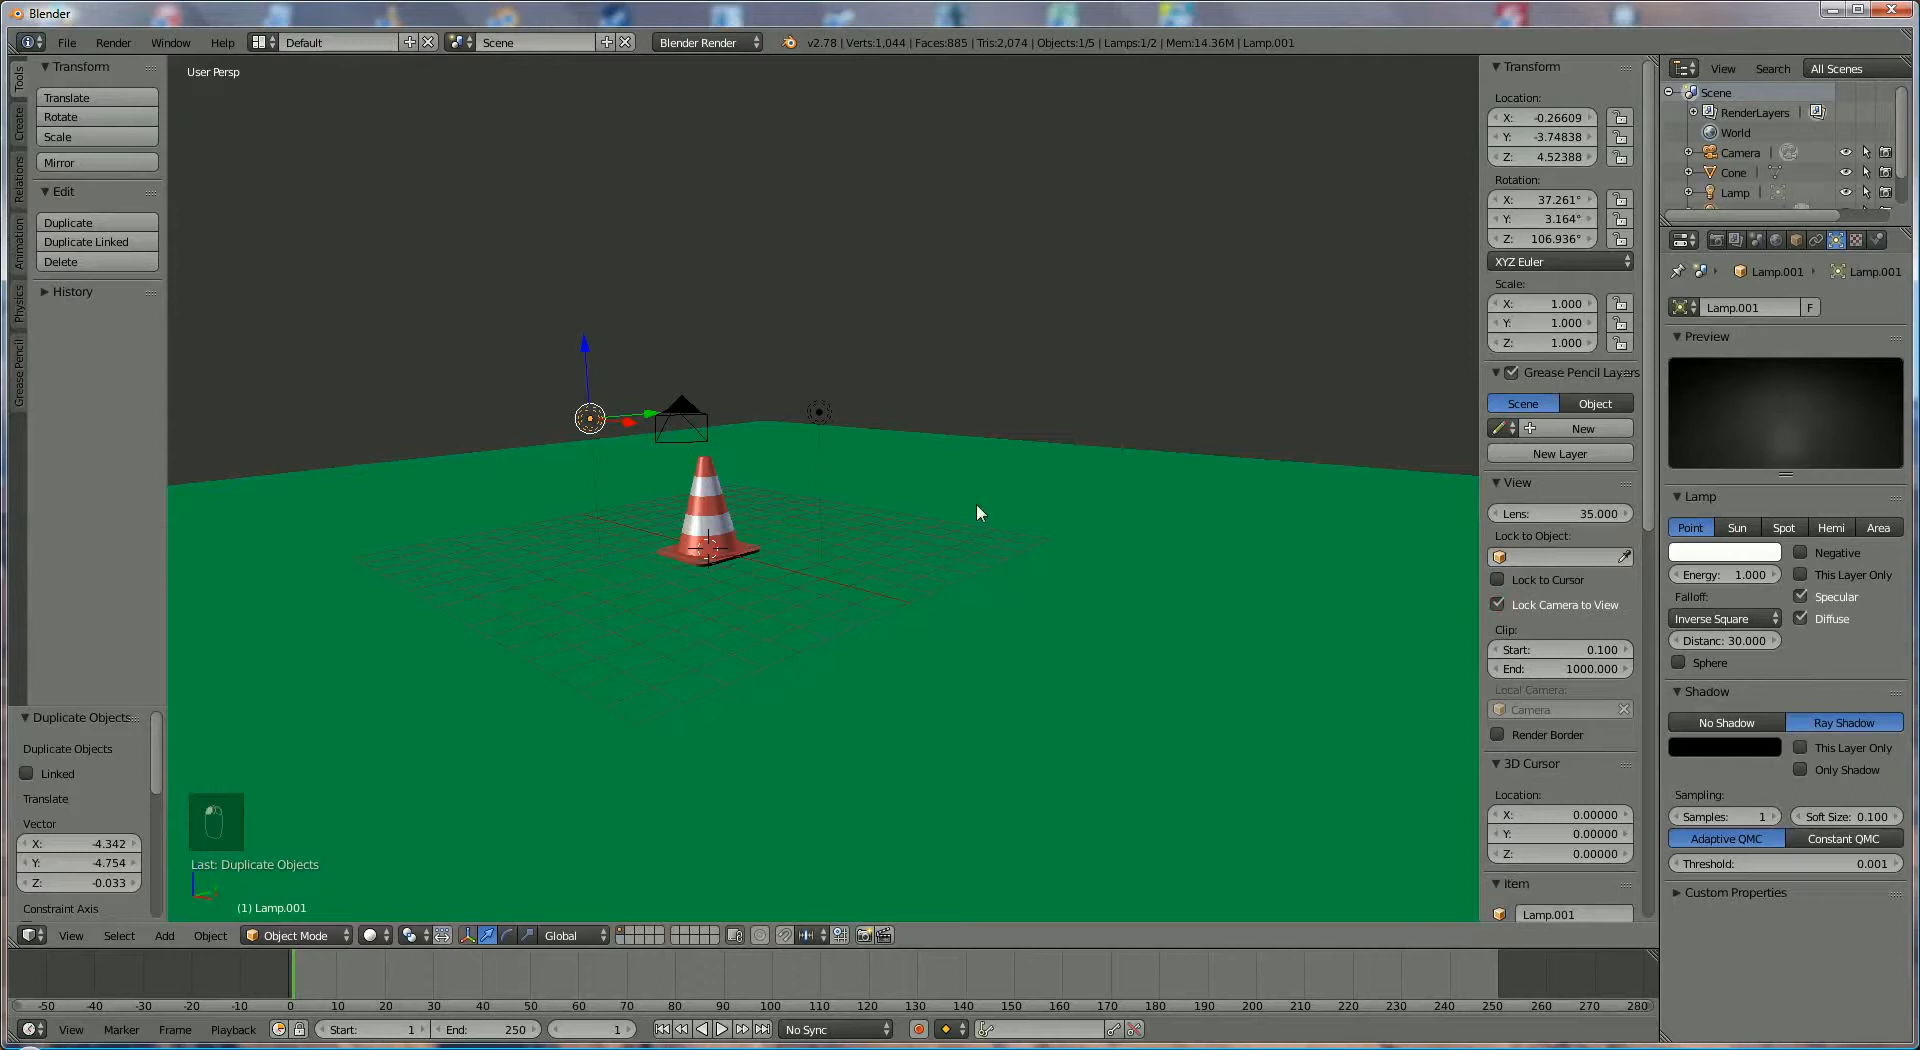 Blender
File Render Window Help Default Scene Blender Render v2.78 | Verts:1,044 | Faces:885 | Tris:2,074 | Objects:1/5 | Lamps:1/2 | Mem:14.36M | Lamp.001
Tools
Create
Relations
Animation
Physics
Grease Pencil
Transform
Translate
Rotate
Scale
Mirror
Edit
Duplicate
Duplicate Linked
Delete
History
Duplicate Objects
Duplicate Objects
Linked
Translate
Vector
X: -4.342
Y: -4.754
Z: -0.033
Constraint Axis
User Persp
Last: Duplicate Objects
(1) Lamp.001
Transform
Location:
X: -0.26609
Y: -3.74838
Z: 4.52388
Rotation:
X: 37.261°
Y: 3.164°
Z: 106.936°
XYZ Euler
Scale:
X: 1.000
Y: 1.000
Z: 1.000
Grease Pencil Layers
Scene Object
New
New Layer
View
Lens: 35.000
Lock to Object:
Lock to Cursor
Lock Camera to View
Clip:
Start: 0.100
End: 1000.000
Local Camera:
Camera
Render Border
3D Cursor
Location:
X: 0.00000
Y: 0.00000
Z: 0.00000
Item
Lamp.001
View Search All Scenes
Scene
RenderLayers
World
Camera
Cone
Lamp
Lamp.001 Lamp.001
Lamp.001 F
Preview
Lamp
Point Sun Spot Hemi Area
Negative
Energy: 1.000 This Layer Only
Falloff: Specular
Inverse Square Diffuse
Distanc: 30.000
Sphere
Shadow
No Shadow Ray Shadow
This Layer Only
Only Shadow
Sampling:
Samples: 1 Soft Size: 0.100
Adaptive QMC Constant QMC
Threshold: 0.001
Custom Properties
View Select Add Object Object Mode Global
-50 -40 -30 -20 -10 0 10 20 30 40 50 60 70 80 90 100 110 120 130 140 150 160 170 180 190 200 210 220 230 240 250 260 270 280
View Marker Frame Playback Start: 1 End: 250 1 No Sync